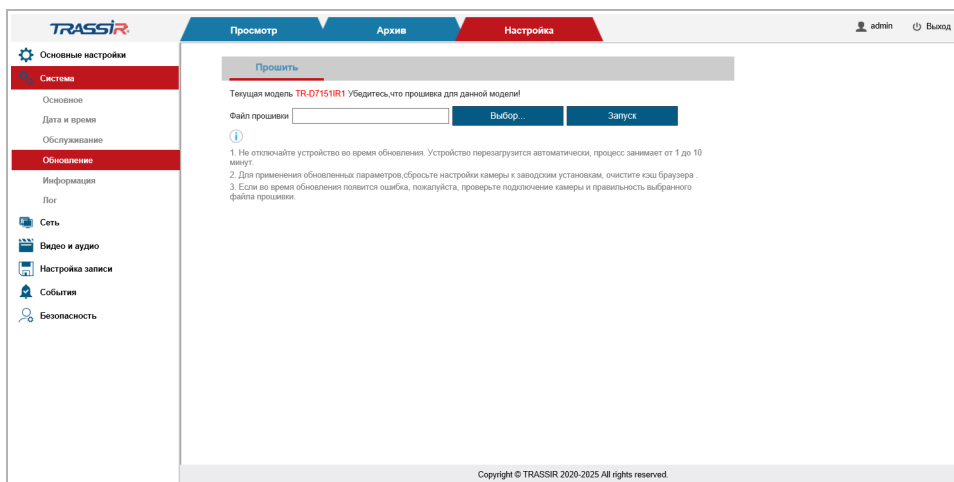 TRASSIR
Просмотр
Архив
Настройка
admin
Выход
Основные настройки
Система
Основное
Дата и время
Обслуживание
Обновление
Информация
Лог
Сеть
Видео и аудио
Настройка записи
События
Безопасность
Прошить
Текущая модель TR-D7151IR1 Убедитесь,что прошивка для данной модели!
Файл прошивки
Выбор...
Запуск
1. Не отключайте устройство во время обновления. Устройство перезагрузится автоматически, процесс занимает от 1 до 10
минут.
2. Для применения обновленных параметров,сбросьте настройки камеры к заводским установкам, очистите кэш браузера .
3. Если во время обновления появится ошибка, пожалуйста, проверьте подключение камеры и правильность выбранного
файла прошивки.
Copyright © TRASSIR 2020-2025 All rights reserved.